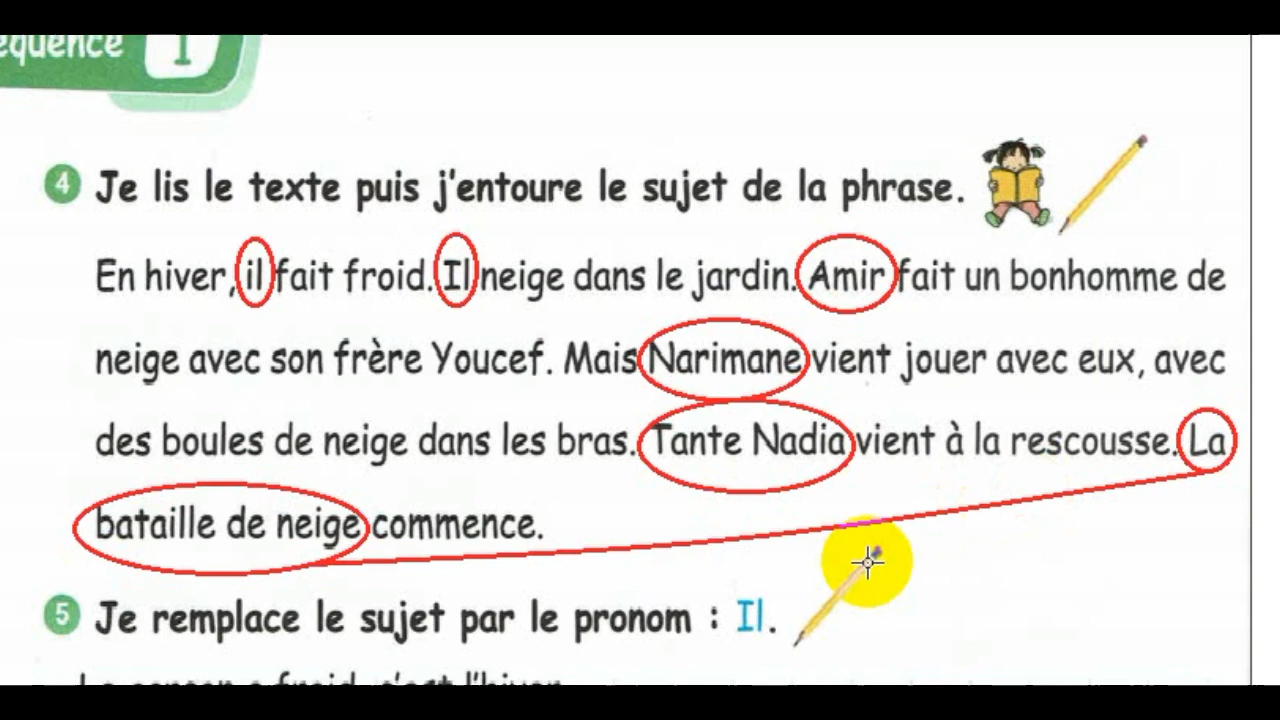 équence 1
4 Je lis le texte puis j'entoure le sujet de la phrase.
En hiver, il fait froid. Il neige dans le jardin. Amir fait un bonhomme de
neige avec son frère Youcef. Mais Narimane vient jouer avec eux, avec
des boules de neige dans les bras. Tante Nadia vient à la rescousse. La
bataille de neige commence.
5 Je remplace le sujet par le pronom : Il.